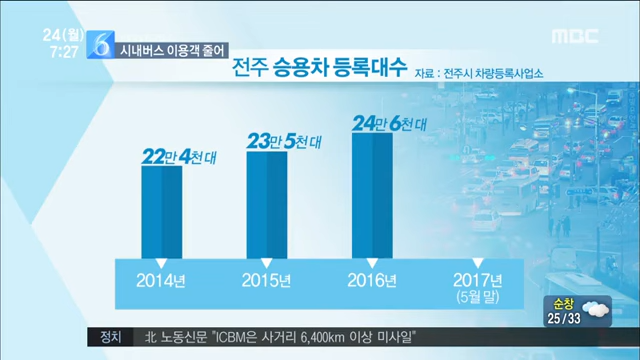 24(월)
7:27
6
시내버스 이용객 줄어
MBC
전주 승용차 등록대수
자료 : 전주시 차량등록사업소
22만 4천 대
23만 5천 대
24만 6천 대
2014년
2015년
2016년
2017년
(5월 말)
순창
25/33
정치
北 노동신문 "ICBM은 사거리 6,400km 이상 미사일"